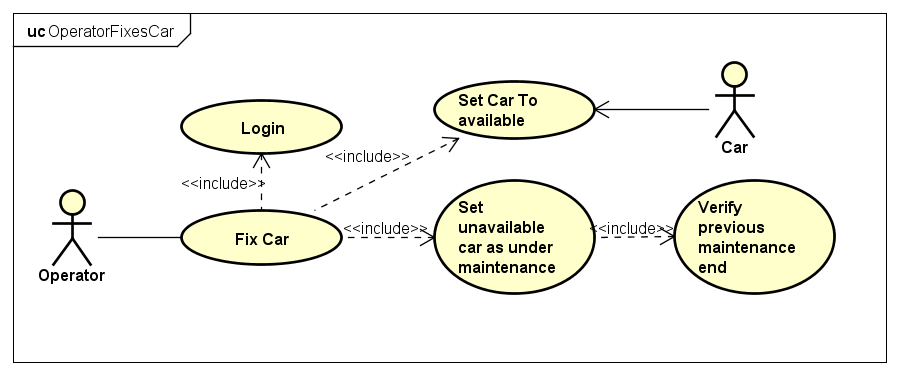 uc OperatorFixesCar
Login
<<include>>
<<include>>
Set Car To
available
Car
Operator
Fix Car
<<include>>
Set
unavailable
car as under
maintenance
<<include>>
Verify
previous
maintenance
end